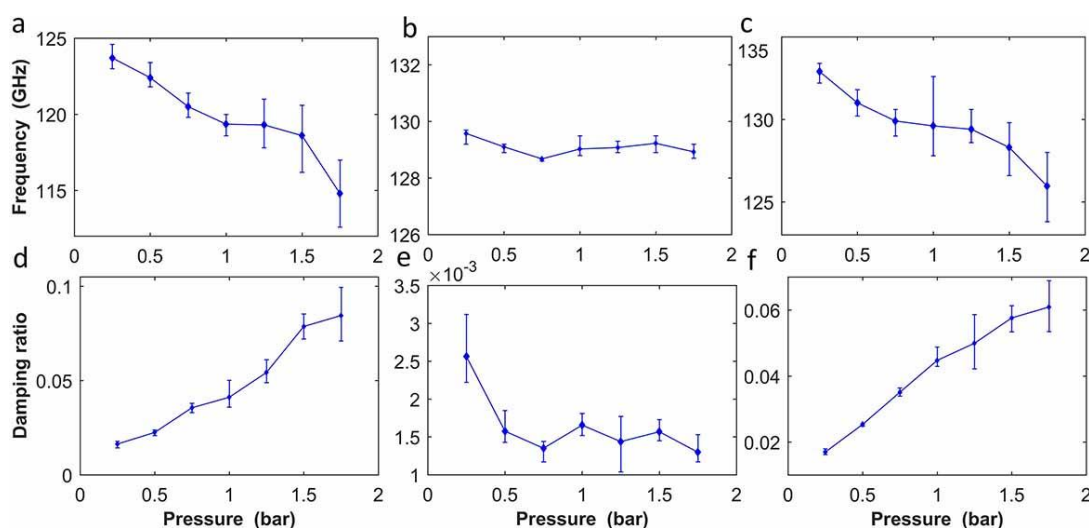 a
b
c
Frequency (GHz)
125
120
115
0 0.5 1 1.5 2
132
130
128
126
0 0.5 1 1.5 2
135
130
125
0 0.5 1 1.5 2
d
e
f
Damping ratio
0.1
0.05
0
0 0.5 1 1.5 2
Pressure (bar)
×10⁻³
3.5
3
2.5
2
1.5
1
0 0.5 1 1.5 2
Pressure (bar)
0.06
0.04
0.02
0 0.5 1 1.5 2
Pressure (bar)